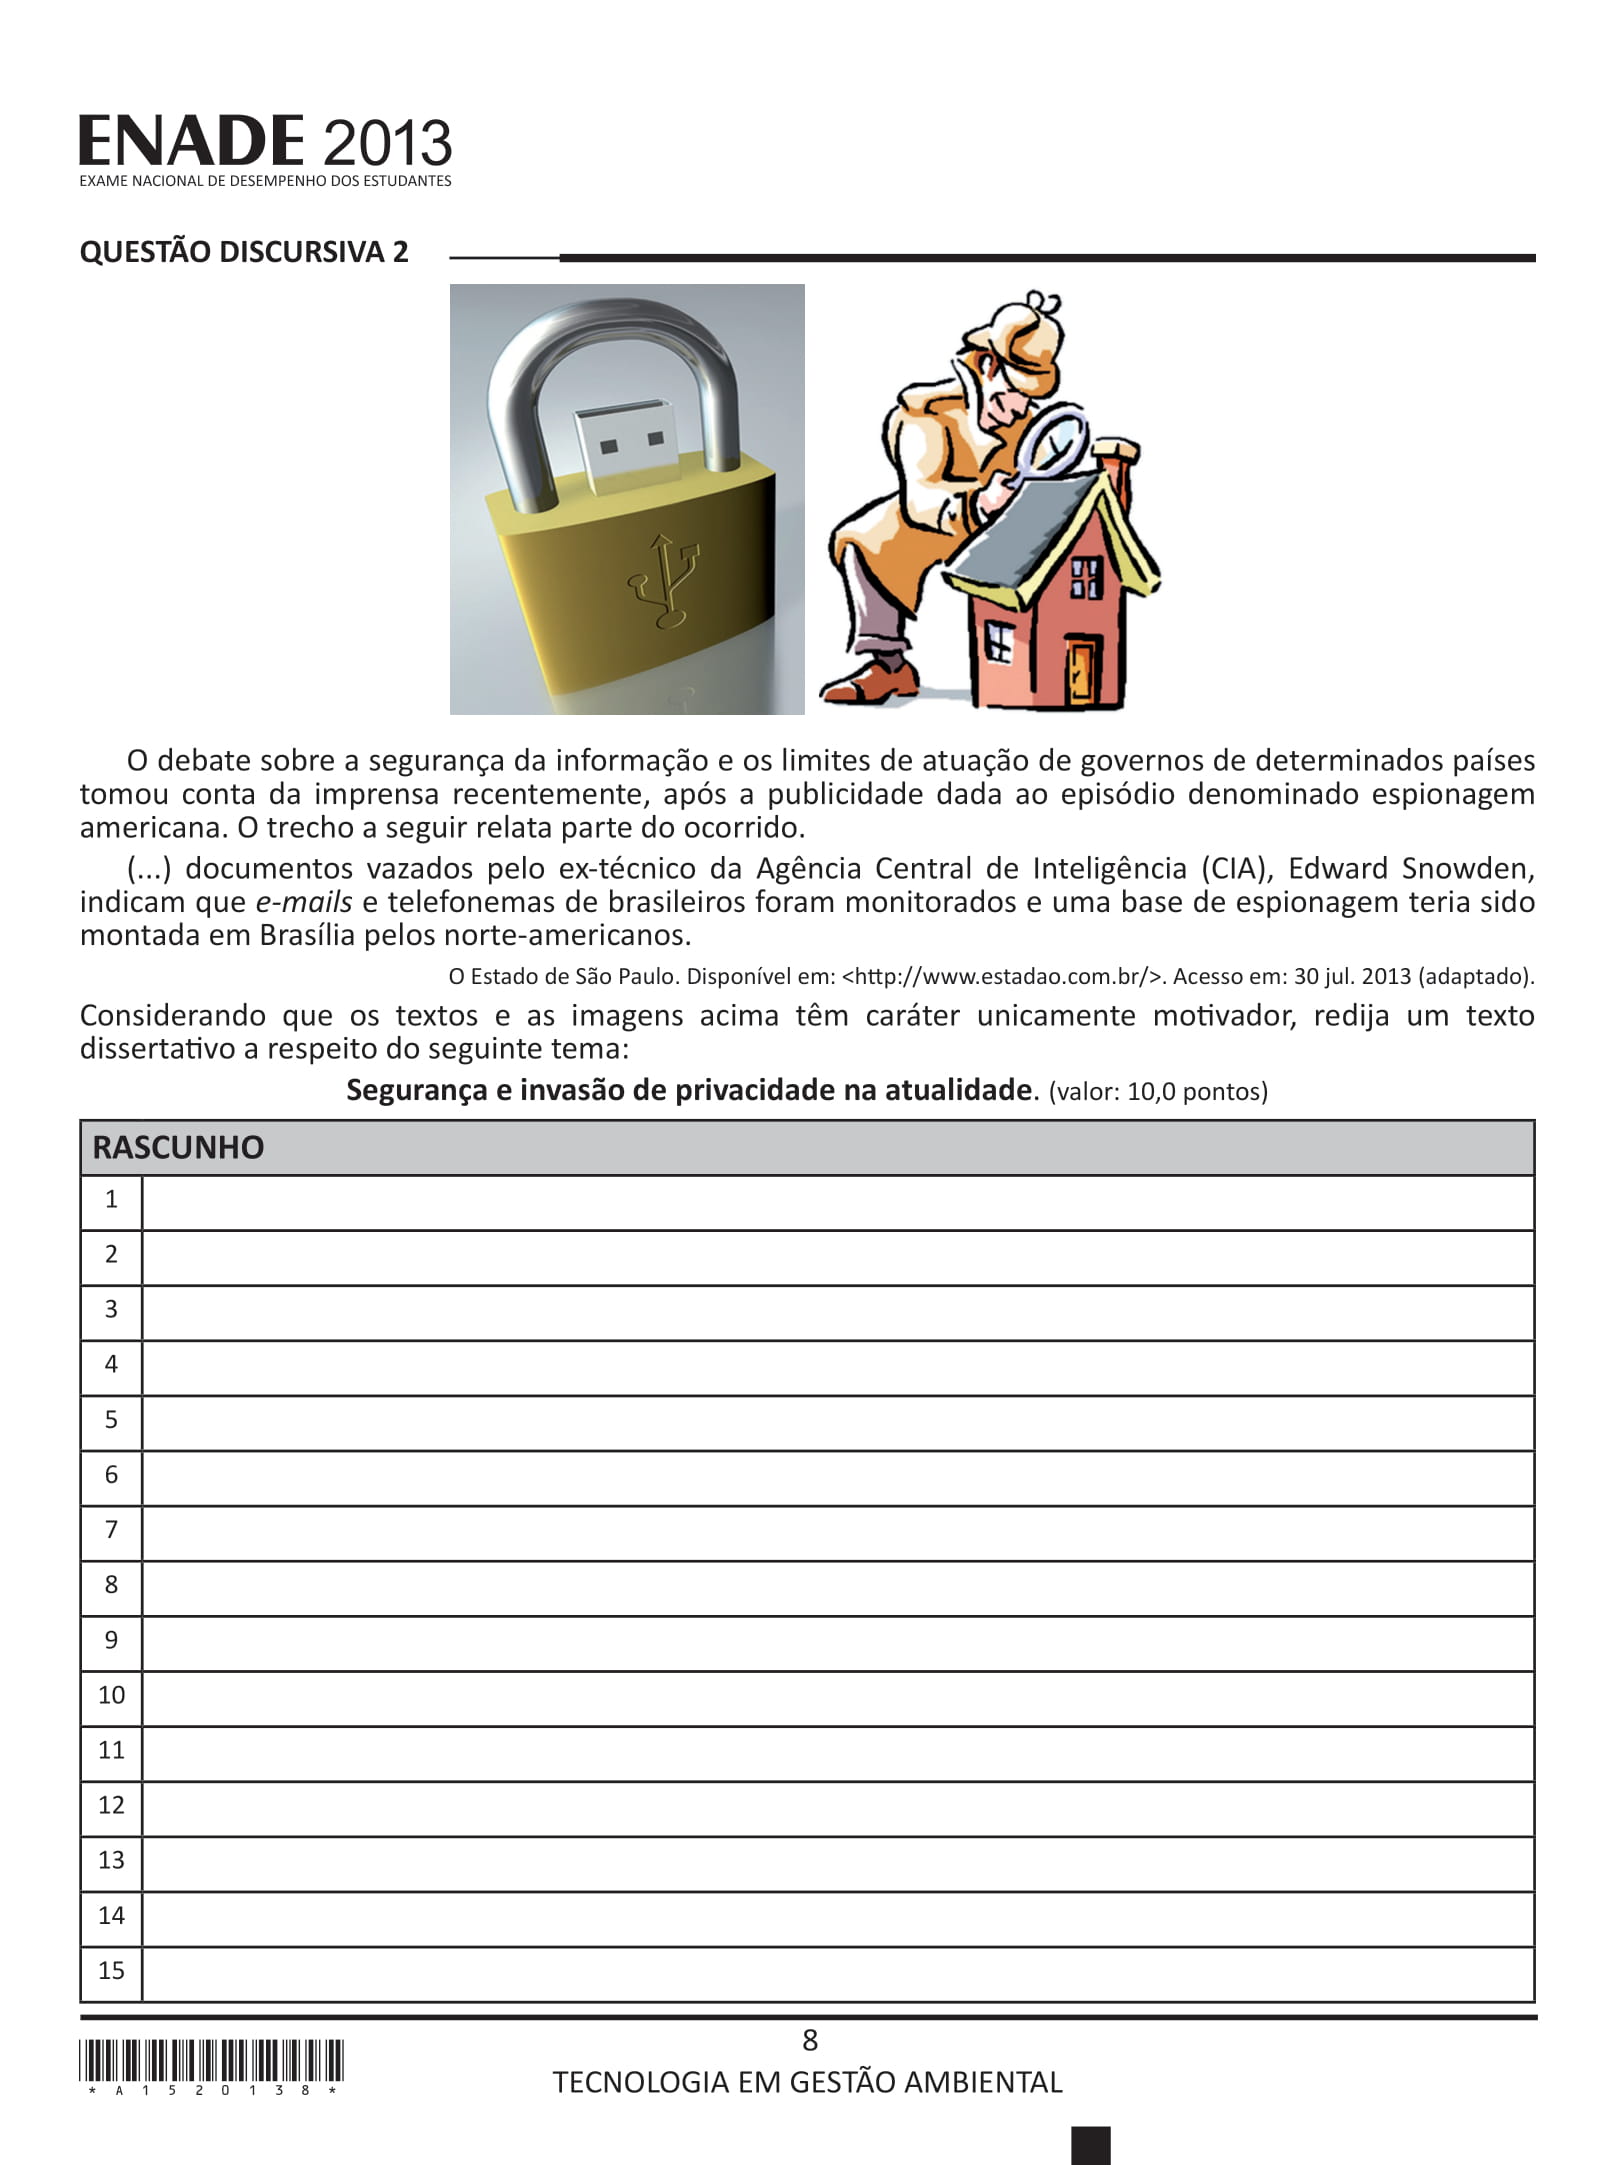 ENADE 2013
EXAME NACIONAL DE DESEMPENHO DOS ESTUDANTES
QUESTÃO DISCURSIVA 2
O debate sobre a segurança da informação e os limites de atuação de governos de determinados países
tomou conta da imprensa recentemente, após a publicidade dada ao episódio denominado espionagem
americana. O trecho a seguir relata parte do ocorrido.
(...) documentos vazados pelo ex-técnico da Agência Central de Inteligência (CIA), Edward Snowden,
indicam que e-mails e telefonemas de brasileiros foram monitorados e uma base de espionagem teria sido
montada em Brasília pelos norte-americanos.
O Estado de São Paulo. Disponível em: <http://www.estadao.com.br/>. Acesso em: 30 jul. 2013 (adaptado).
Considerando que os textos e as imagens acima têm caráter unicamente motivador, redija um texto
dissertativo a respeito do seguinte tema:
Segurança e invasão de privacidade na atualidade. (valor: 10,0 pontos)
RASCUNHO
1
2
3
4
5
6
7
8
9
10
11
12
13
14
15
8
TECNOLOGIA EM GESTÃO AMBIENTAL
* A 1 5 2 0 1 3 8 *